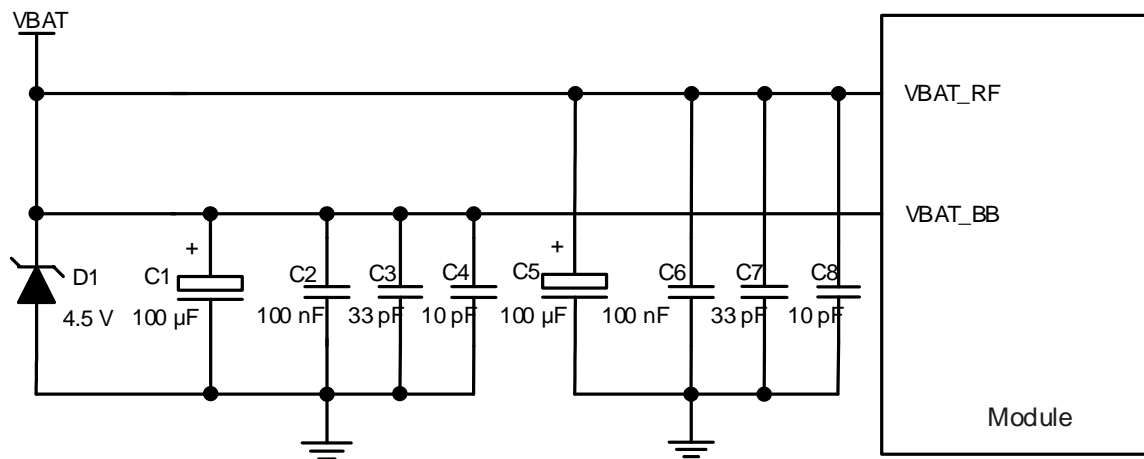 VBAT
VBAT_RF
VBAT_BB
+
+
D1
C1
C2
C3
C4
C5
C6
C7
C8
4.5 V
100 µF
100 nF
33 pF
10 pF
100 µF
100 nF
33 pF
10 pF
Module